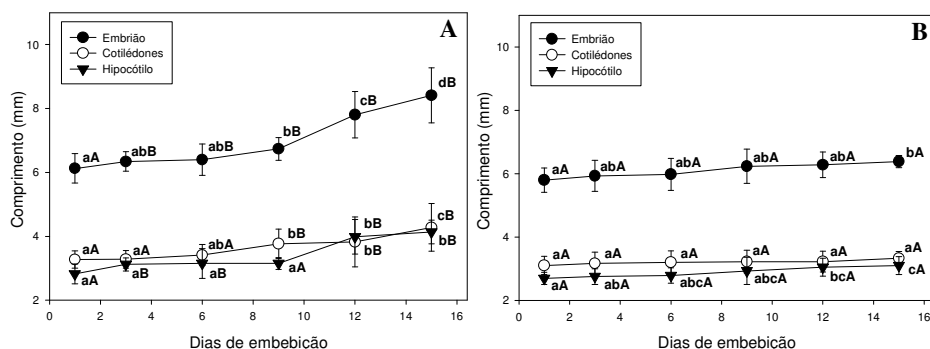 A
Embrião
Cotilédones
Hipocótilo
Comprimento (mm)
10
8
6
4
2
aA
abB
abB
bB
cB
dB
aA
aA
abA
bB
bB
cB
aA
aB
aB
aA
bB
bB
0 2 4 6 8 10 12 14 16
Dias de embebição
B
Embrião
Cotilédones
Hipocótilo
Comprimento (mm)
10
8
6
4
2
aA
abA
abA
abA
abA
bA
aA
aA
aA
aA
aA
aA
aA
abA
abcA
abcA
bcA
cA
0 2 4 6 8 10 12 14 16
Dias de embebição